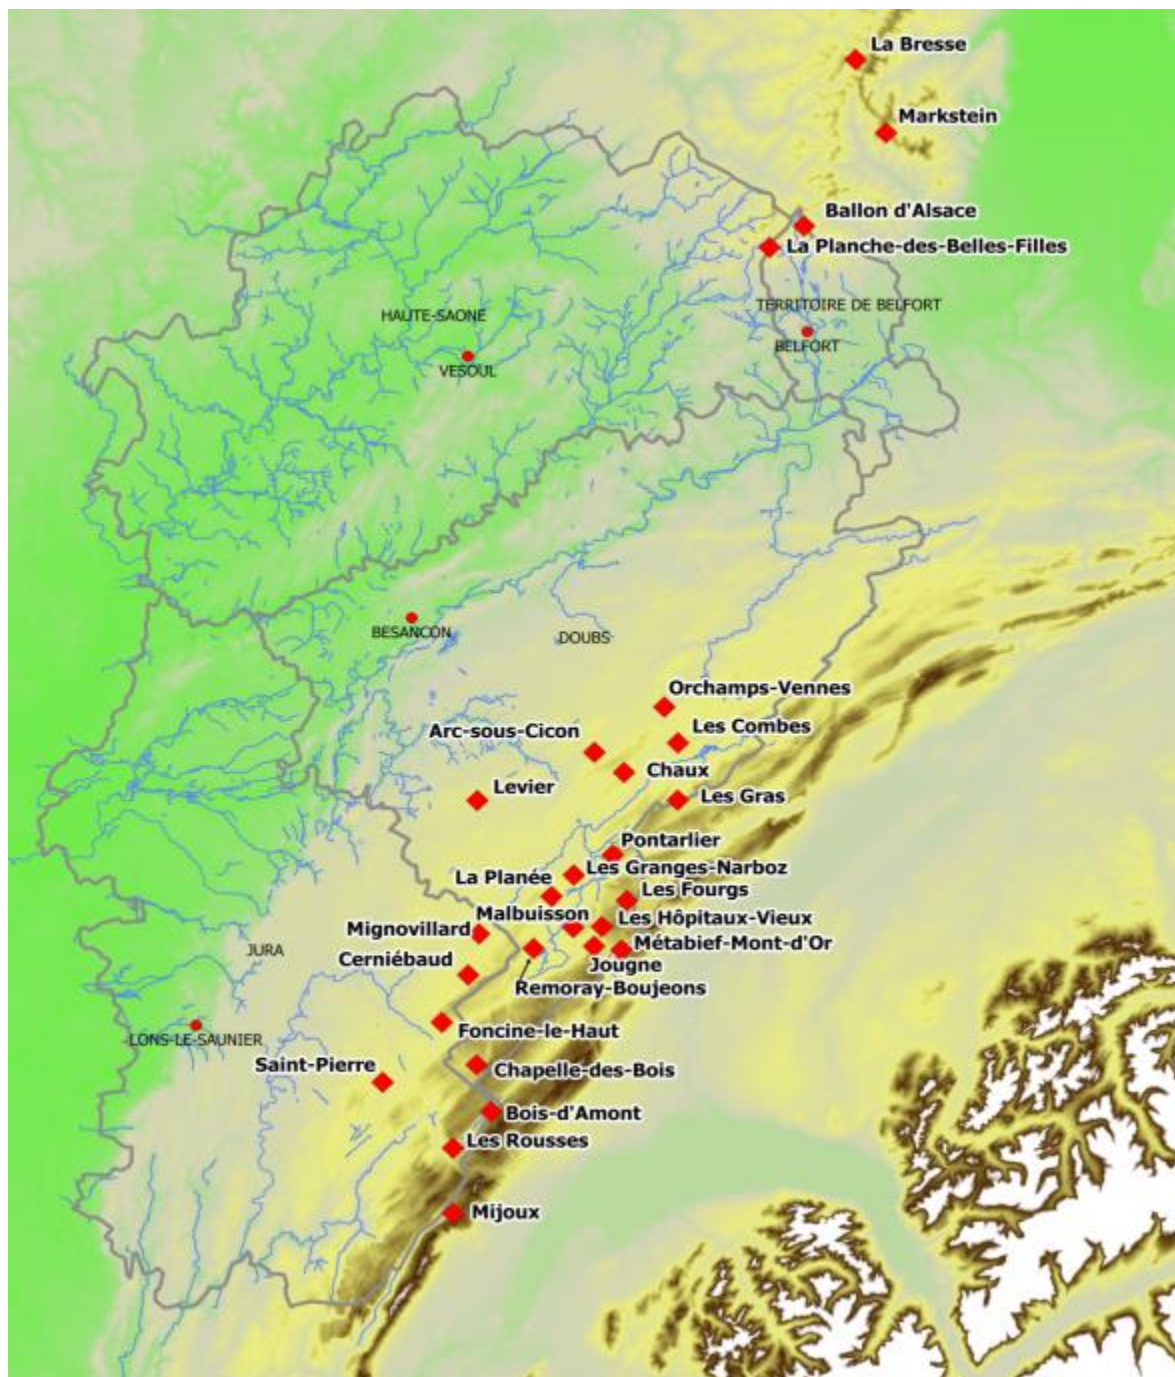 La Bresse
Markstein
Ballon d'Alsace
La Planche-des-Belles-Filles
TERRITOIRE DE BELFORT
HAUTE-SAONE
BELFORT
VESOUL
BESANCON
DOUBS
Orchamps-Vennes
Les Combes
Arc-sous-Cicon
Chaux
Levier
Les Gras
Pontarlier
Les Granges-Narboz
La Planée
Les Fourgs
Malbuisson
Les Hôpitaux-Vieux
Mignovillard
Métabief-Mont-d'Or
JURA
Cerniébaud
Jougne
Remoray-Boujeons
Foncine-le-Haut
LONS-LE-SAUNIER
Saint-Pierre
Chapelle-des-Bois
Bois-d'Amont
Les Rousses
Mijoux